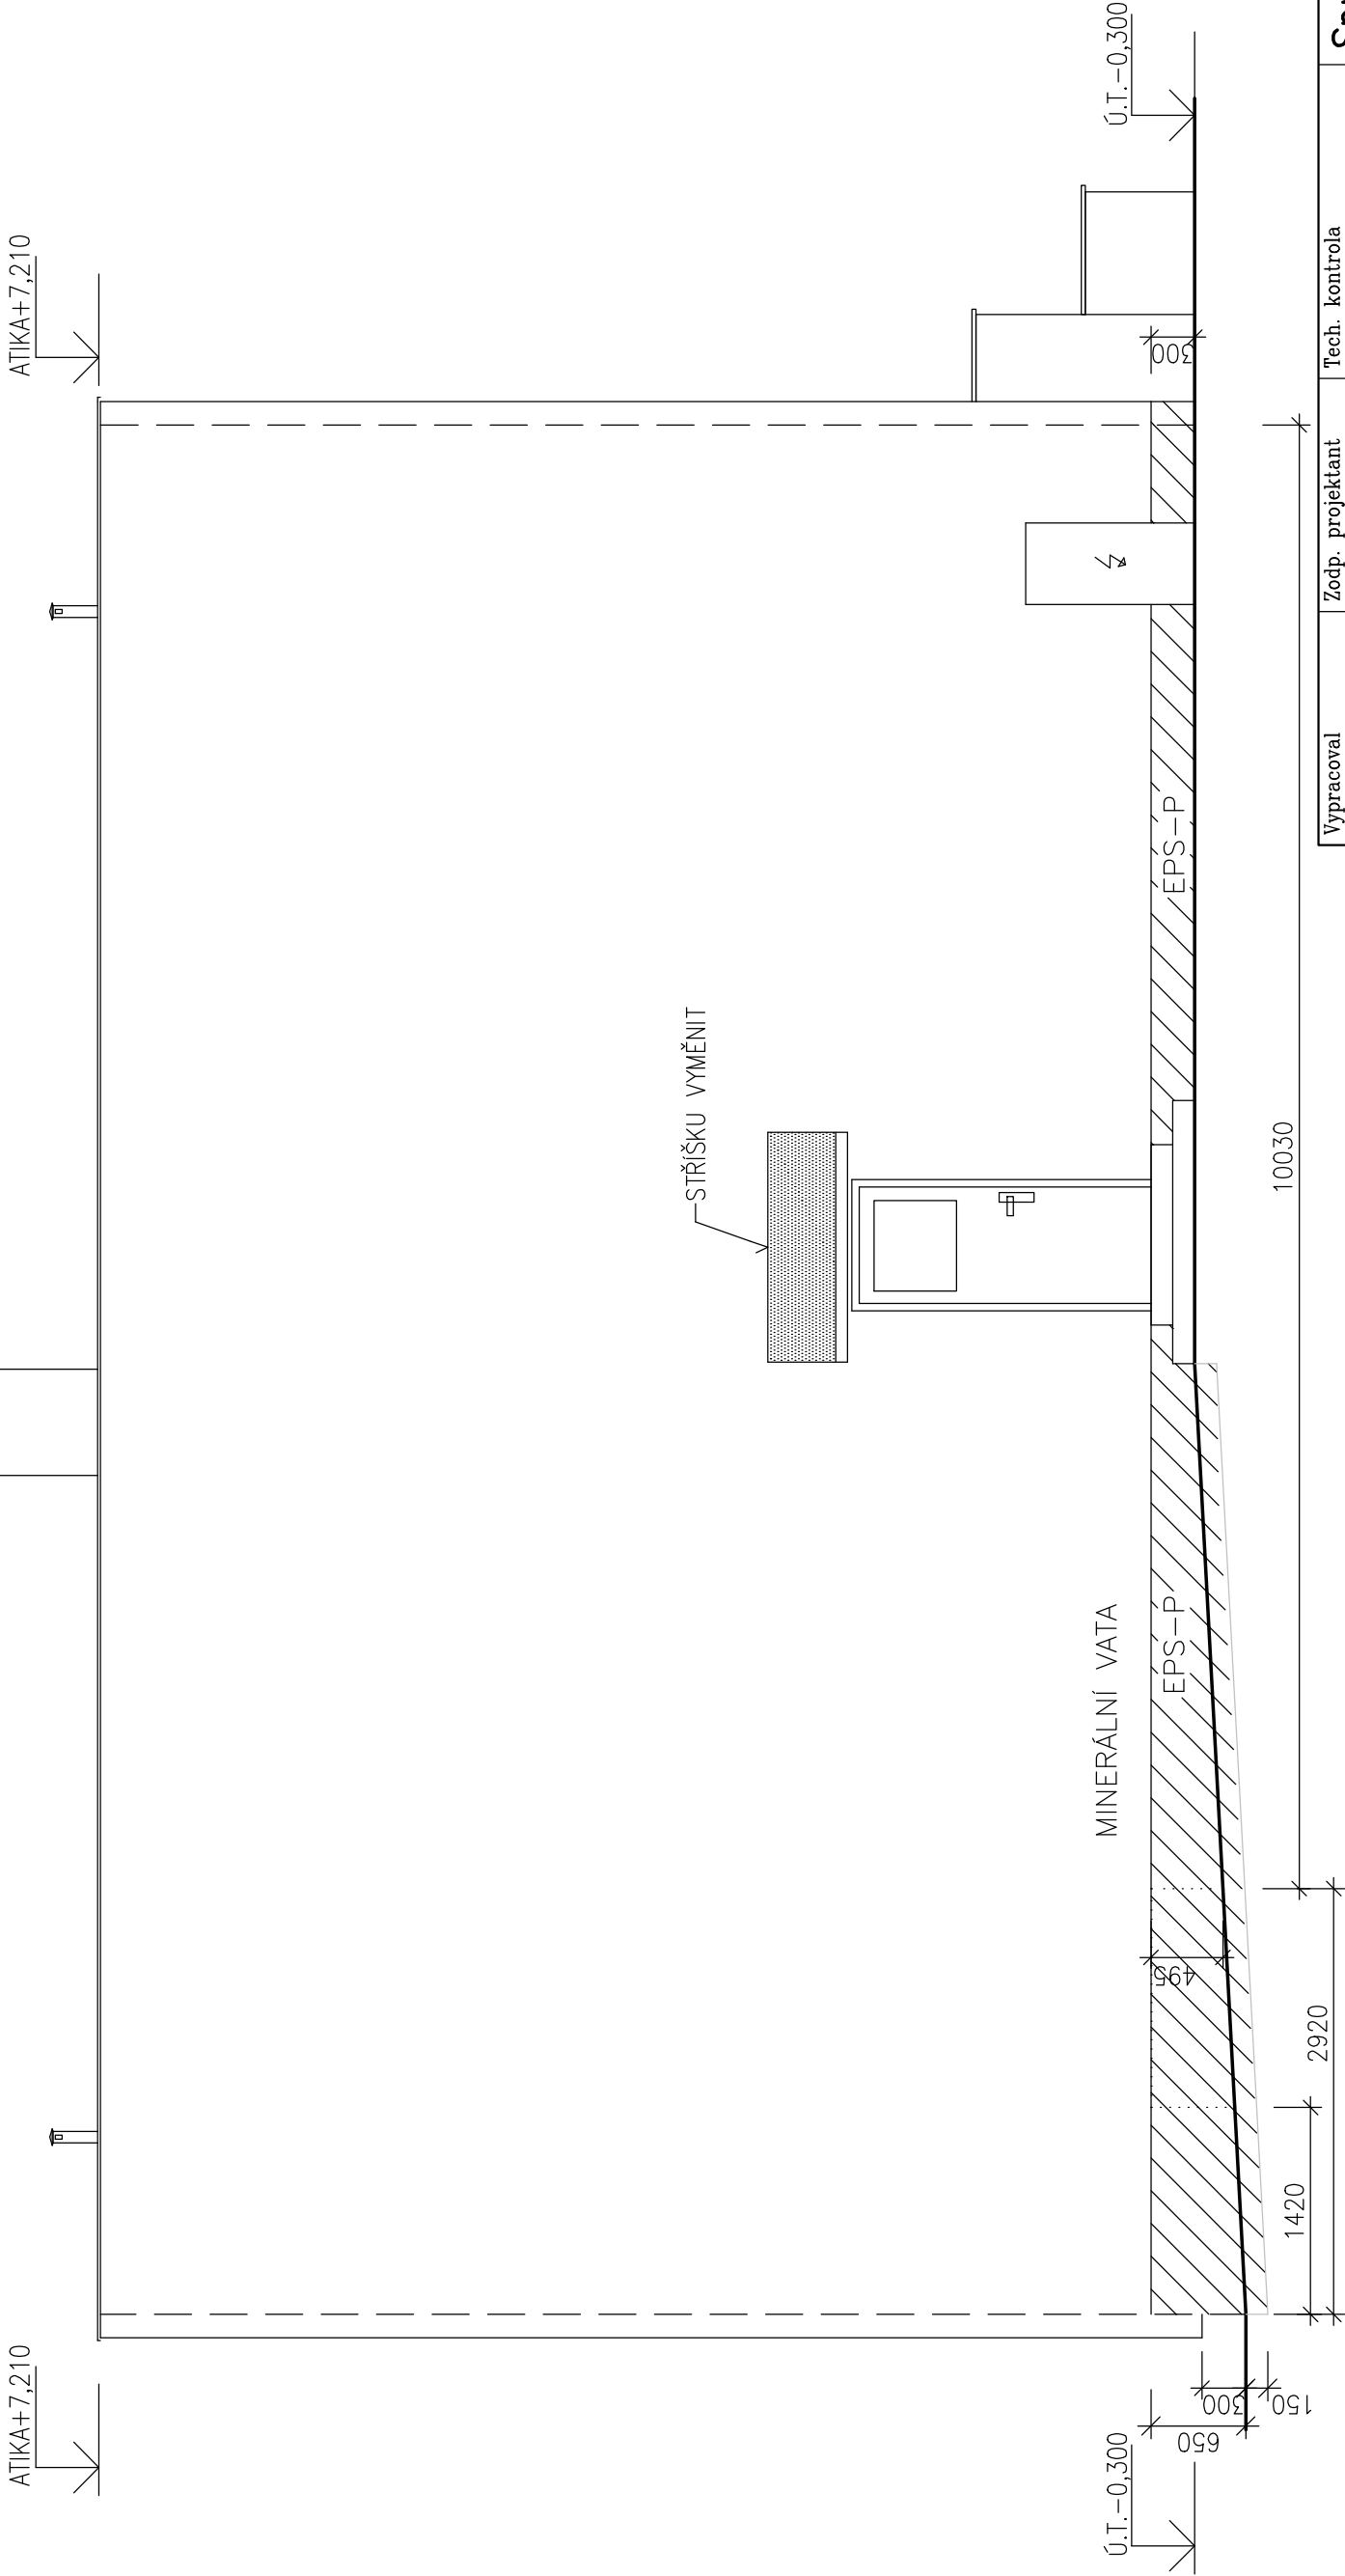 ATIKA+7,210
ATIKA+7,210
STŘÍŠKU VYMĚNIT
MINERÁLNÍ VATA
EPS-P
EPS-P
Ú.T.-0,300
Ú.T.-0,300
650
300
150
495
300
1420
2920
10030
Vypracoval
Zodp. projektant
Tech. kontrola